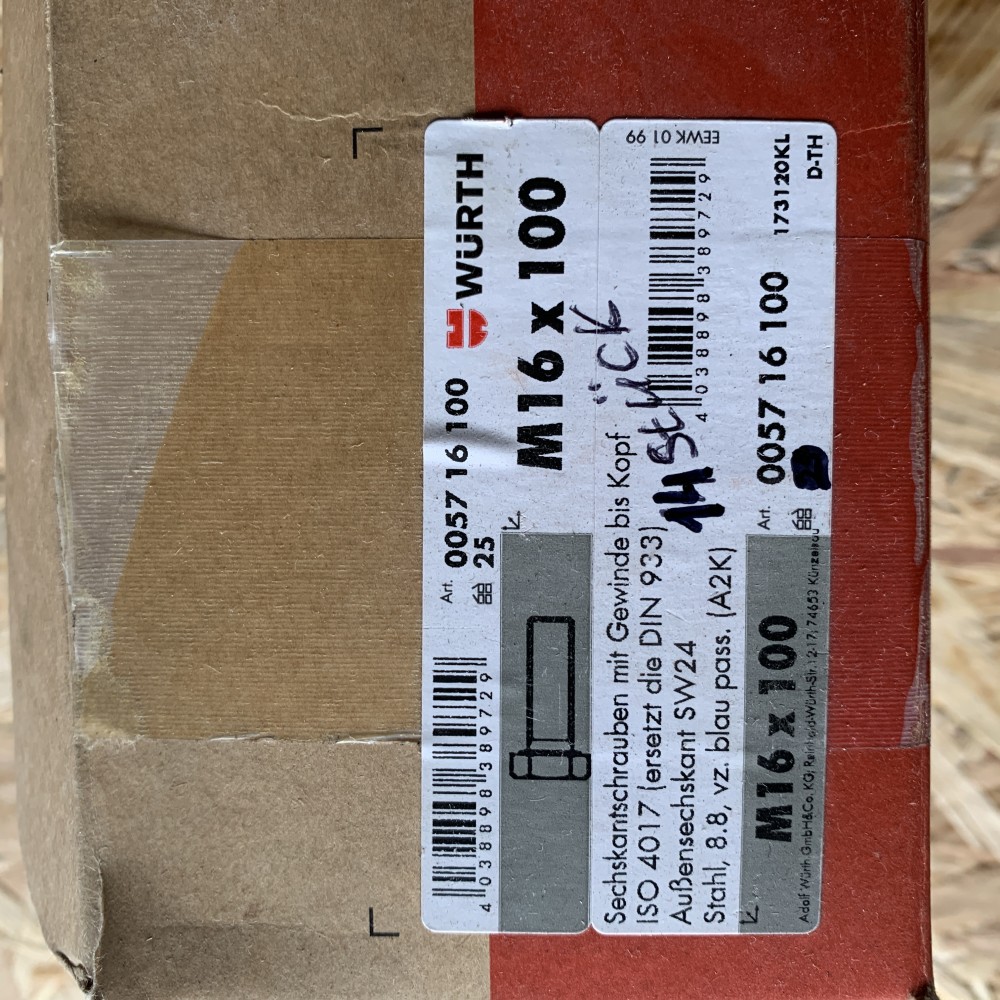 4 038898 389729
Art. 0057 16 100
25
WÜRTH
M16 x 100
Sechskantschrauben mit Gewinde bis Kopf
ISO 4017 (ersetzt die DIN 933)
Außensechskant SW24
Stahl, 8.8, vz. blau pass. (A2K)
14 Stück
EEWK 01 99
4 038898 389729
M16 x 100
Art. 0057 16 100
173120KL
D-TH
Adolf Würth GmbH&Co. KG, Reinhold-Würth-Str.12-17, 74653 Künzelsau